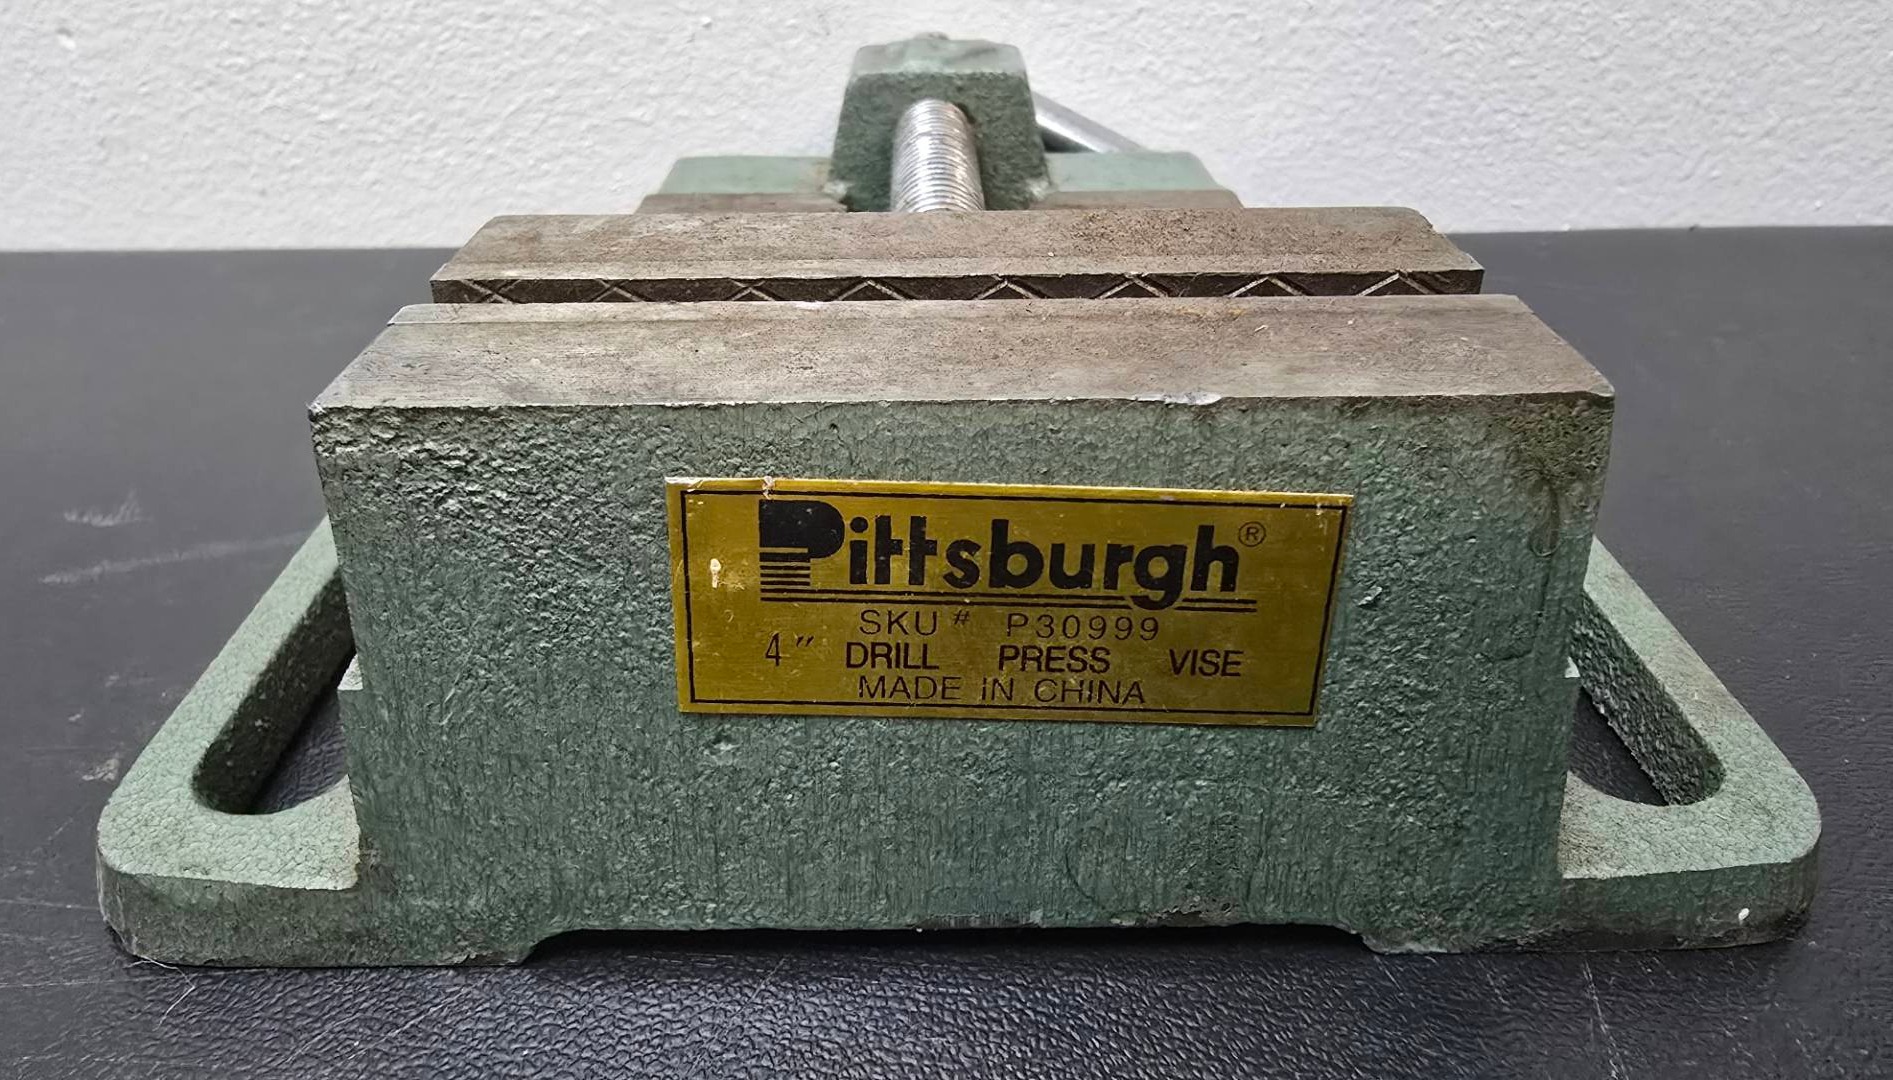 Pittsburgh®
SKU# P30999
4" DRILL PRESS VISE
MADE IN CHINA